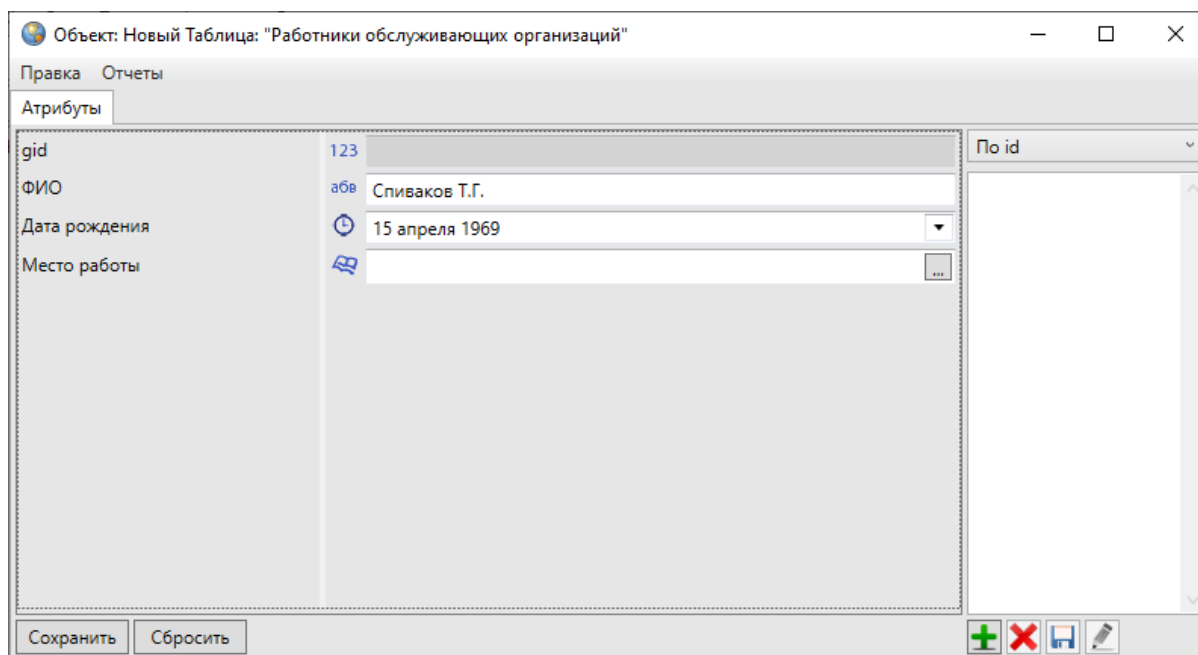 Объект: Новый Таблица: "Работники обслуживающих организаций"
Правка Отчеты
Атрибуты
gid 123
По id
ФИО абв Спиваков Т.Г.
Дата рождения 15 апреля 1969
Место работы ...
Сохранить Сбросить